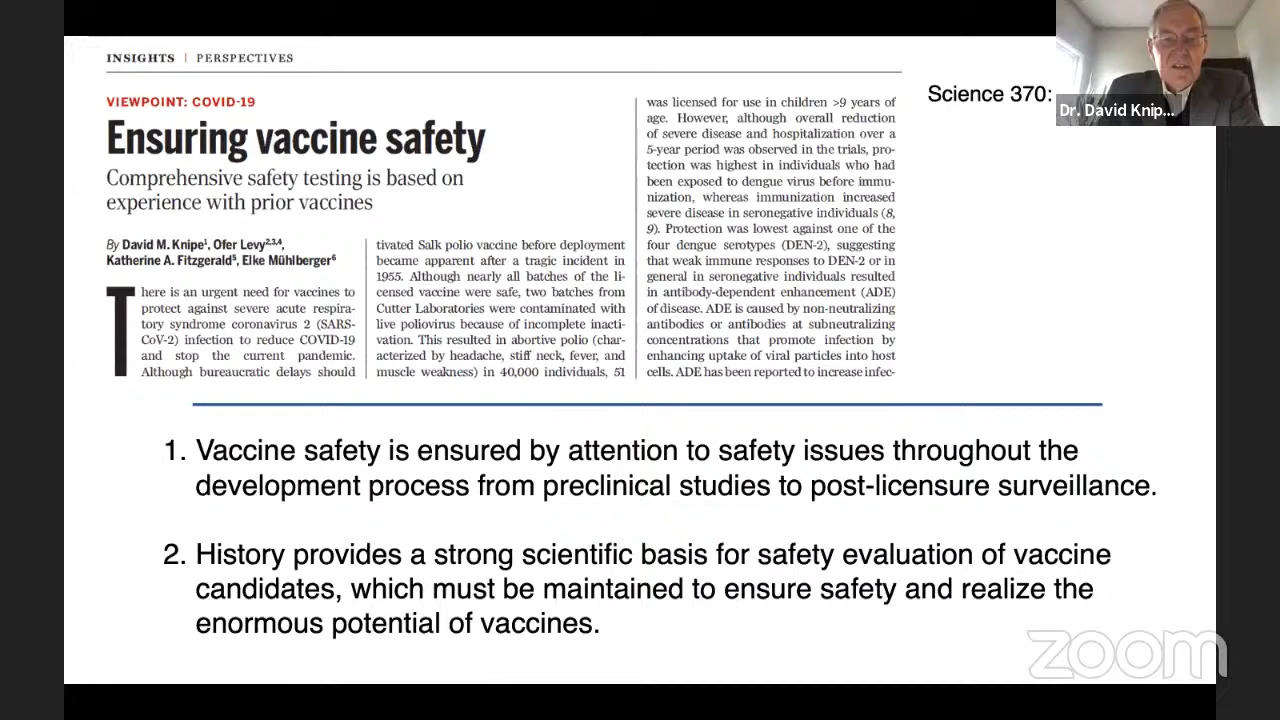 INSIGHTS | PERSPECTIVES
VIEWPOINT: COVID-19
Ensuring vaccine safety
Comprehensive safety testing is based on
experience with prior vaccines
By David M. Knipe¹, Ofer Levy²,³,⁴,
Katherine A. Fitzgerald⁵, Elke Mühlberger⁶
There is an urgent need for vaccines to
protect against severe acute respira-
tory syndrome coronavirus 2 (SARS-
CoV-2) infection to reduce COVID-19
and stop the current pandemic.
Although bureaucratic delays should
tivated Salk polio vaccine before deployment
became apparent after a tragic incident in
1955. Although nearly all batches of the li-
censed vaccine were safe, two batches from
Cutter Laboratories were contaminated with
live poliovirus because of incomplete inacti-
vation. This resulted in abortive polio (char-
acterized by headache, stiff neck, fever, and
muscle weakness) in 40,000 individuals, 51
was licensed for use in children >9 years of
age. However, although overall reduction
of severe disease and hospitalization over a
5-year period was observed in the trials, pro-
tection was highest in individuals who had
been exposed to dengue virus before immu-
nization, whereas immunization increased
severe disease in seronegative individuals (8,
9). Protection was lowest against one of the
four dengue serotypes (DEN-2), suggesting
that weak immune responses to DEN-2 or in
general in seronegative individuals resulted
in antibody-dependent enhancement (ADE)
of disease. ADE is caused by non-neutralizing
antibodies or antibodies at subneutralizing
concentrations that promote infection by
enhancing uptake of viral particles into host
cells. ADE has been reported to increase infec-
Science 370:
Dr. David Knip...
1. Vaccine safety is ensured by attention to safety issues throughout the
development process from preclinical studies to post-licensure surveillance.
2. History provides a strong scientific basis for safety evaluation of vaccine
candidates, which must be maintained to ensure safety and realize the
enormous potential of vaccines.
zoom